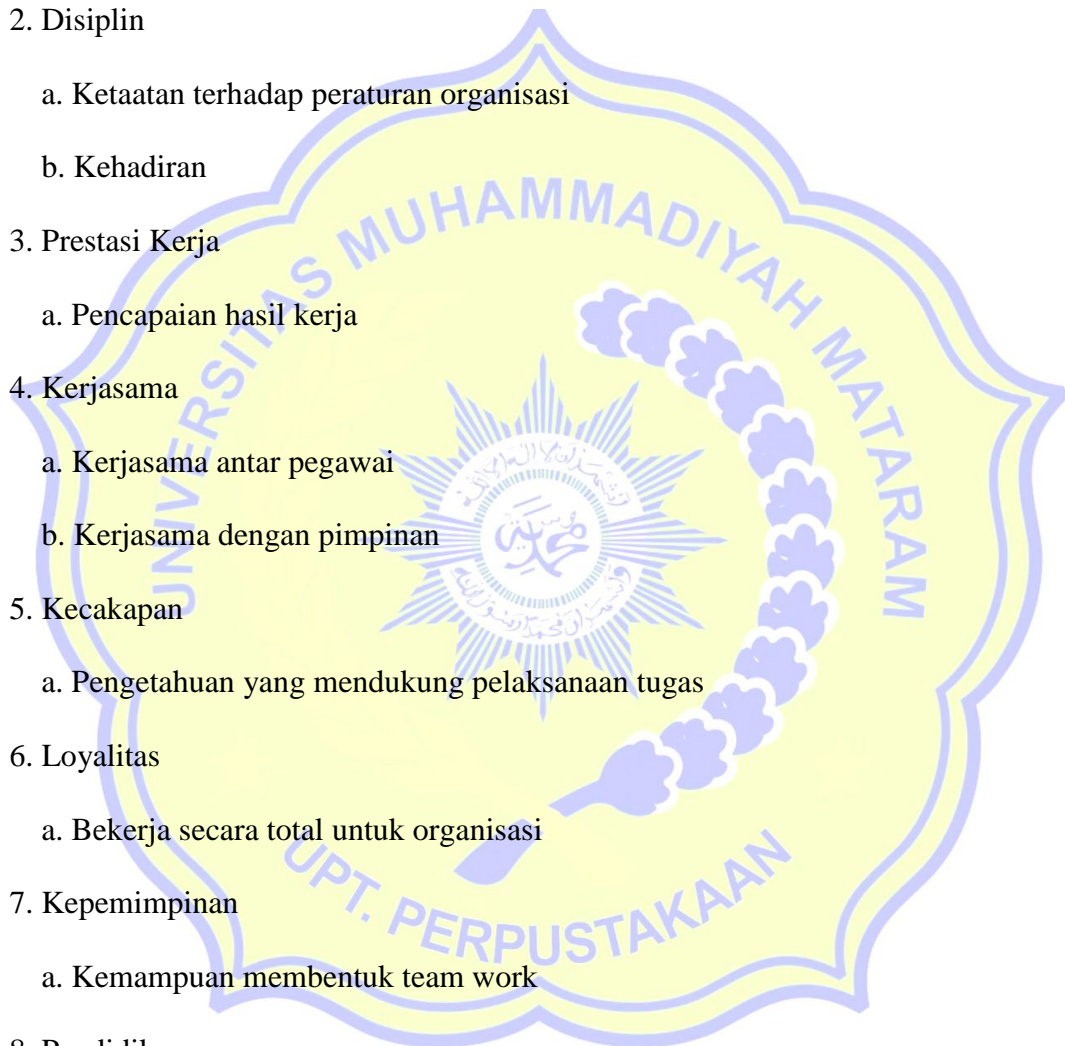 2. Disiplin
a. Ketaatan terhadap peraturan organisasi
b. Kehadiran
UNIVERSITAS MUHAMMADIYAH MATARAM
3. Prestasi Kerja
a. Pencapaian hasil kerja
4. Kerjasama
a. Kerjasama antar pegawai
b. Kerjasama dengan pimpinan
5. Kecakapan
a. Pengetahuan yang mendukung pelaksanaan tugas
6. Loyalitas
a. Bekerja secara total untuk organisasi
UPT. PERPUSTAKAAN
7. Kepemimpinan
a. Kemampuan membentuk team work